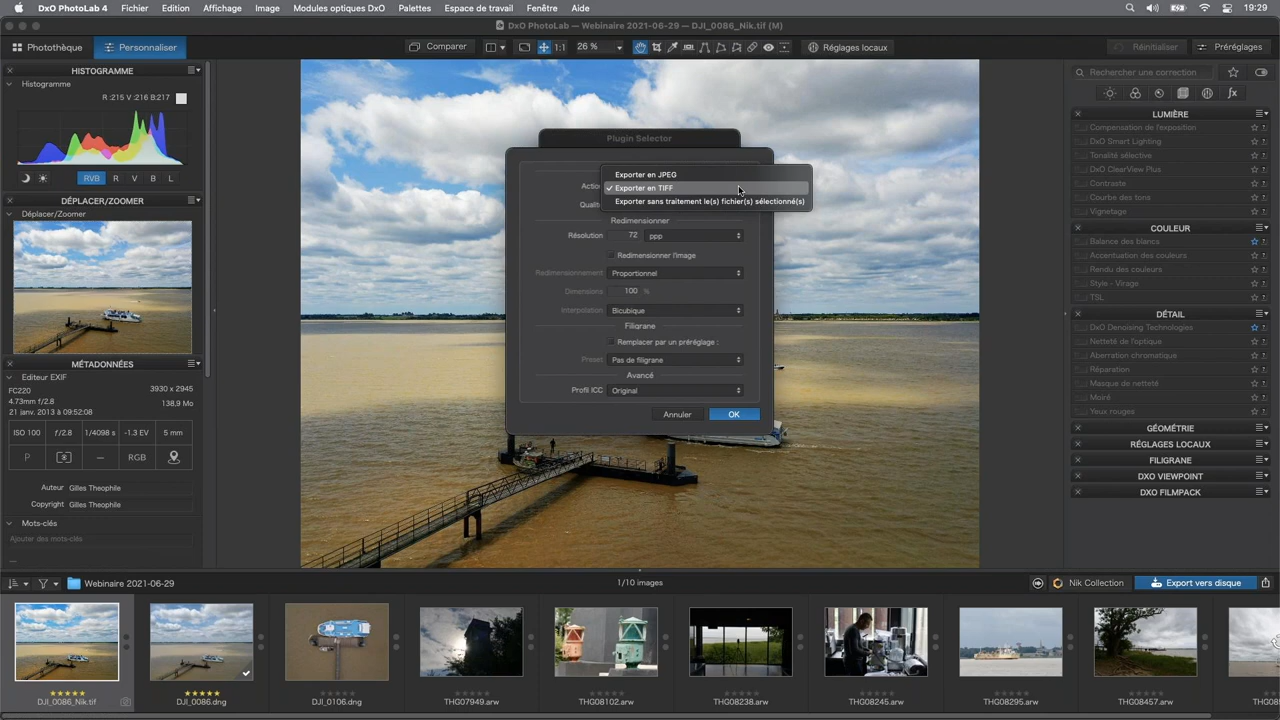 DxO PhotoLab 4 Fichier Edition Affichage Image Modules optiques DxO Palettes Espace de travail Fenêtre Aide 19:29
DxO PhotoLab — Webinaire 2021-06-29 — DJI_0086_Nik.tif (M)
Photothèque Personnaliser Comparer 1:1 26 % Réglages locaux Réinitialiser Préréglages
HISTOGRAMME
Histogramme
R :215 V :216 B:217
RVB R V B L
DÉPLACER/ZOOMER
Déplacer/Zoomer
MÉTADONNÉES
Editeur EXIF
FC220 3930 x 2945
4.73mm f/2.8 138,9 Mo
21 janv. 2013 à 09:52:08
ISO 100 f/2.8 1/4098 s -1.3 EV 5 mm
P — RGB
Auteur Gilles Theophile
Copyright Gilles Theophile
Mots-clés
Ajouter des mots-clés
Plugin Selector
Exporter en JPEG
Action
✓ Exporter en TIFF
Exporter sans traitement le(s) fichier(s) sélectionné(s)
Redimensionner
Résolution 72 ppp
Redimensionner l'image
Redimensionnement Proportionnel
Dimensions 100 %
Interpolation Bicubique
Filigrane
Remplacer par un préréglage :
Preset Pas de filigrane
Avancé
Profil ICC Original
Annuler OK
Rechercher une correction
LUMIÈRE
Compensation de l'exposition
DxO Smart Lighting
Tonalité sélective
DxO ClearView Plus
Contraste
Courbe des tons
Vignetage
COULEUR
Balance des blancs
Accentuation des couleurs
Rendu des couleurs
Style - Virage
TSL
DÉTAIL
DxO Denoising Technologies
Netteté de l'optique
Aberration chromatique
Réparation
Masque de netteté
Moiré
Yeux rouges
GÉOMÉTRIE
RÉGLAGES LOCAUX
FILIGRANE
DXO VIEWPOINT
DXO FILMPACK
Webinaire 2021-06-29 1/10 images Nik Collection Export vers disque
DJI_0086_Nik.tif DJI_0086.dng DJI_0106.dng THG07949.arw THG08102.arw THG08238.arw THG08245.arw THG08295.arw THG08457.arw